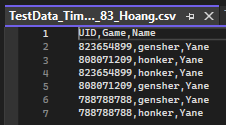 TestData_Tim..._83_Hoang.csv
1 UID,Game,Name
2 823654899,gensher,Yane
3 808071209,honker,Yane
4 823654899,honker,Yane
5 808071209,gensher,Yane
6 788788788,gensher,Yane
7 788788788,honker,Yane